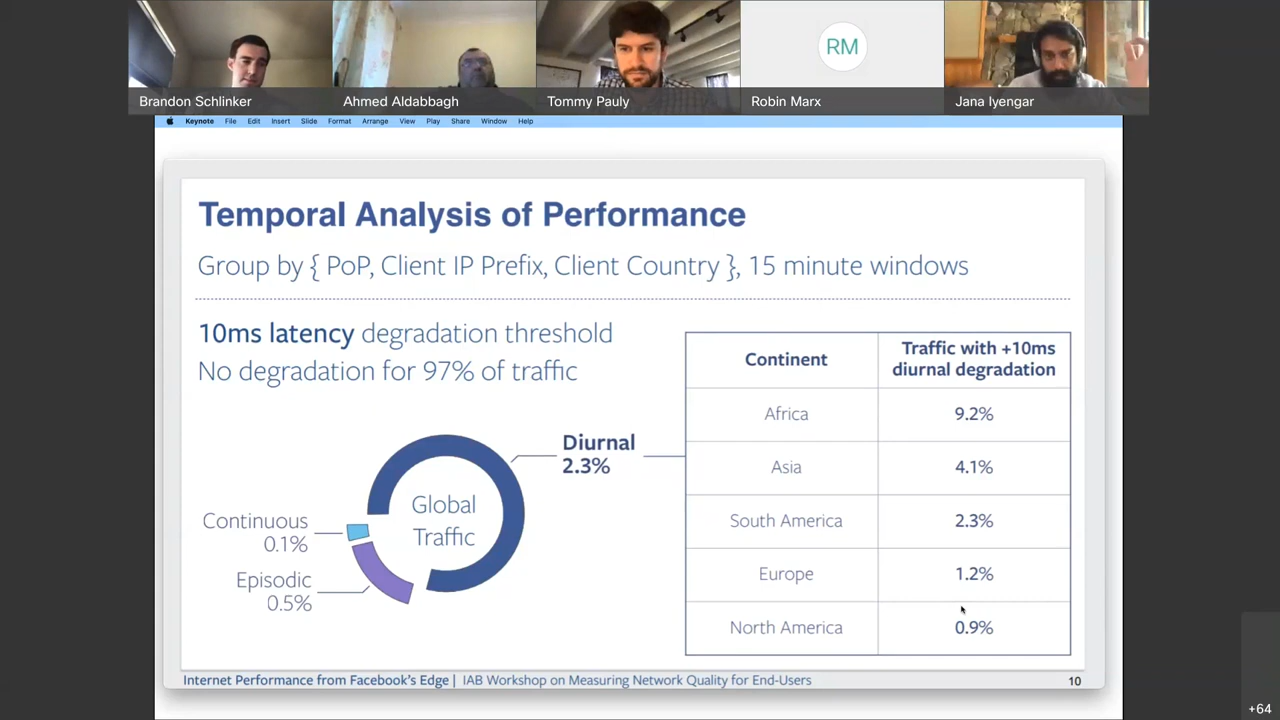 RM
Brandon Schlinker
Ahmed Aldabbagh
Tommy Pauly
Robin Marx
Jana Iyengar
Keynote File Edit Insert Slide Format Arrange View Play Share Window Help
Temporal Analysis of Performance
Group by { PoP, Client IP Prefix, Client Country }, 15 minute windows
10ms latency degradation threshold
No degradation for 97% of traffic
Diurnal
2.3%
Global
Traffic
Continuous
0.1%
Episodic
0.5%
Continent
Traffic with +10ms
diurnal degradation
Africa 9.2%
Asia 4.1%
South America 2.3%
Europe 1.2%
North America 0.9%
Internet Performance from Facebook's Edge | IAB Workshop on Measuring Network Quality for End-Users
10
+64